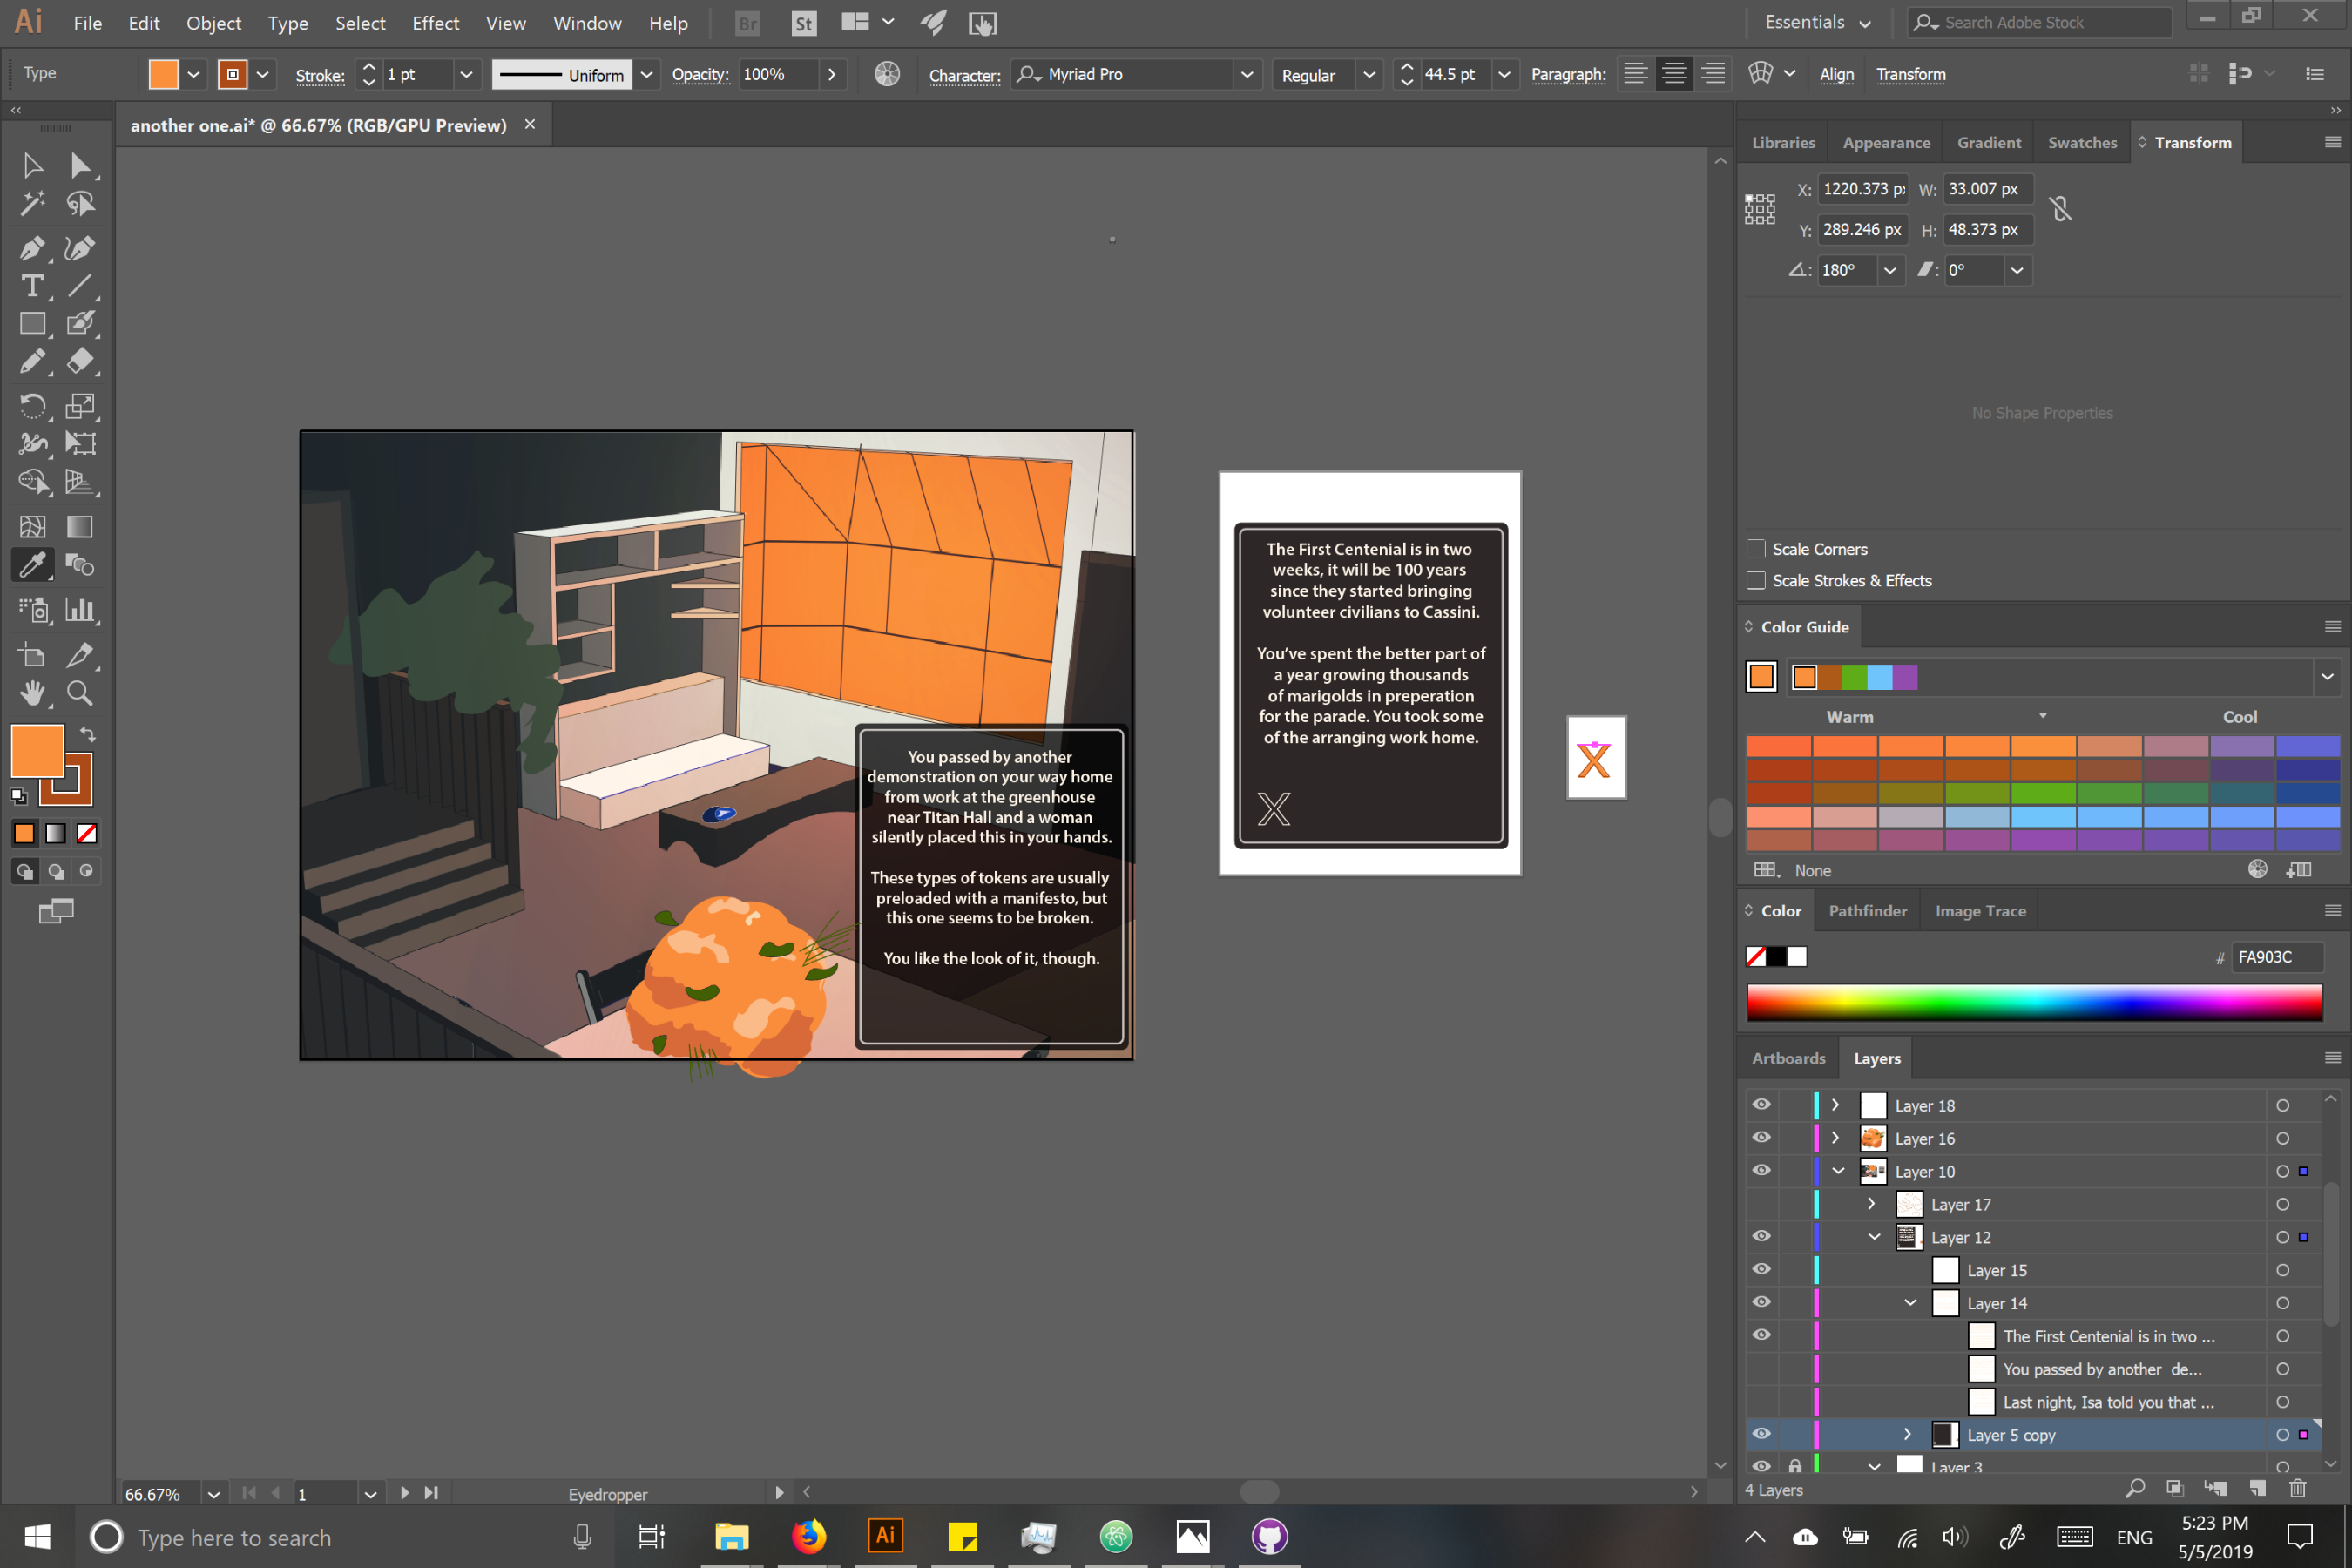 Ai File Edit Object Type Select Effect View Window Help Br St Essentials Search Adobe Stock
Type Stroke: 1 pt Uniform Opacity: 100% Character: Myriad Pro Regular 44.5 pt Paragraph: Align Transform
another one.ai* @ 66.67% (RGB/GPU Preview)
Libraries Appearance Gradient Swatches Transform
X: 1220.373 px W: 33.007 px
Y: 289.246 px H: 48.373 px
180° 0°
No Shape Properties
Scale Corners
Scale Strokes & Effects
Color Guide
Warm Cool
None
Color Pathfinder Image Trace
# FA903C
Artboards Layers
Layer 18
Layer 16
Layer 10
Layer 17
Layer 12
Layer 15
Layer 14
The First Centenial is in two ...
You passed by another de...
Last night, Isa told you that ...
Layer 5 copy
Layer 3
4 Layers
You passed by another
demonstration on your way home
from work at the greenhouse
near Titan Hall and a woman
silently placed this in your hands.
These types of tokens are usually
preloaded with a manifesto, but
this one seems to be broken.
You like the look of it, though.
The First Centenial is in two
weeks, it will be 100 years
since they started bringing
volunteer civilians to Cassini.
You've spent the better part of
a year growing thousands
of marigolds in preperation
for the parade. You took some
of the arranging work home.
X
X
66.67% 1 Eyedropper
Type here to search
Ai
ENG
5:23 PM
5/5/2019